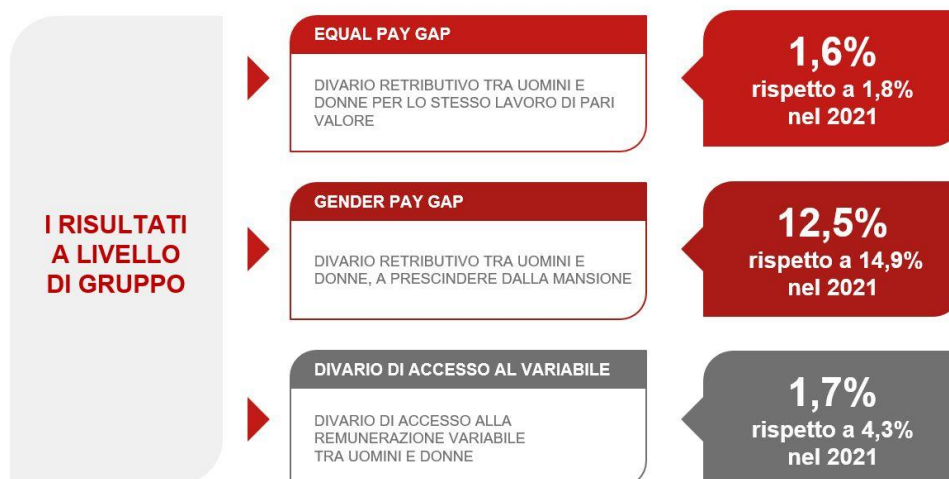 I RISULTATI
A LIVELLO
DI GRUPPO
EQUAL PAY GAP
DIVARIO RETRIBUTIVO TRA UOMINI E
DONNE PER LO STESSO LAVORO DI PARI
VALORE
1,6%
rispetto a 1,8%
nel 2021
GENDER PAY GAP
DIVARIO RETRIBUTIVO TRA UOMINI E
DONNE, A PRESCINDERE DALLA MANSIONE
12,5%
rispetto a 14,9%
nel 2021
DIVARIO DI ACCESSO AL VARIABILE
DIVARIO DI ACCESSO ALLA
REMUNERAZIONE VARIABILE
TRA UOMINI E DONNE
1,7%
rispetto a 4,3%
nel 2021